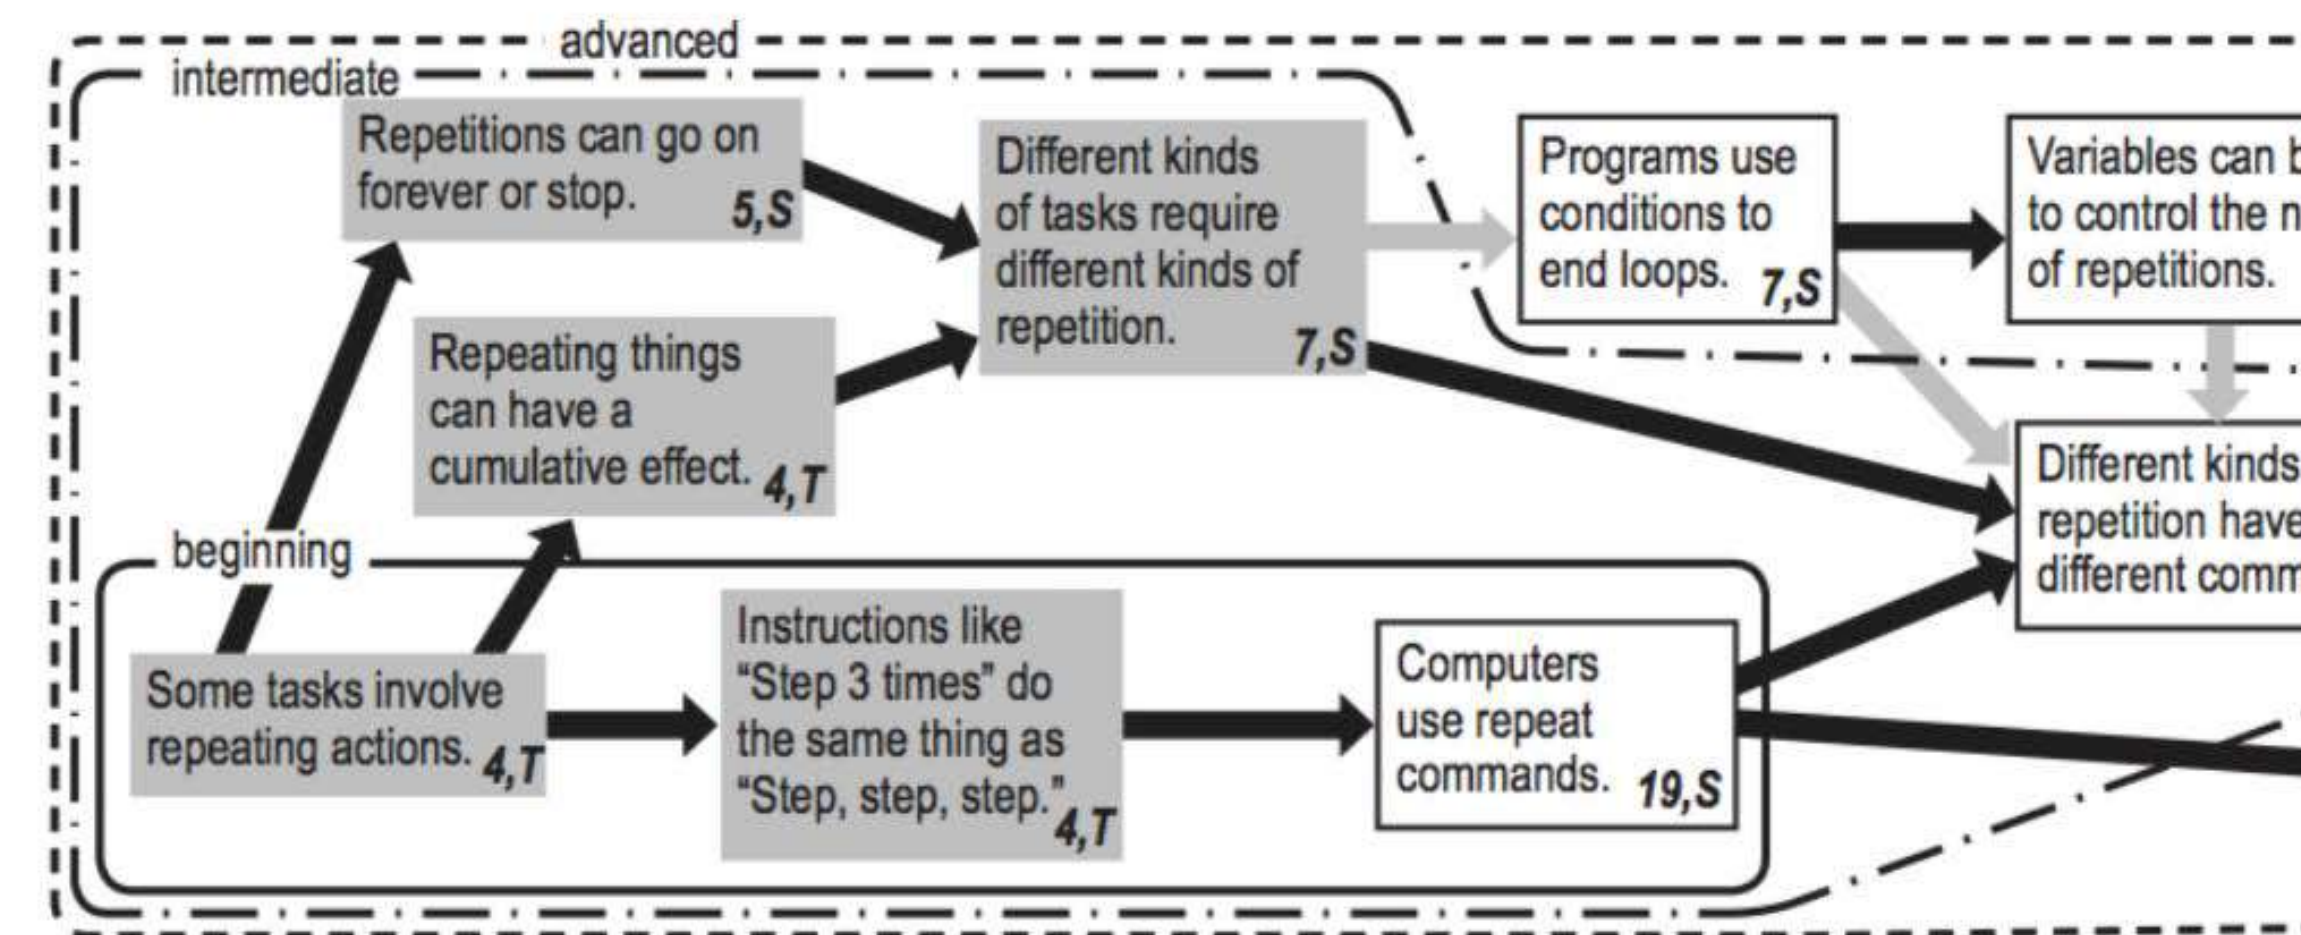 advanced
intermediate
Repetitions can go on
forever or stop.
5,S
Different kinds
of tasks require
different kinds of
repetition.
7,S
Programs use
conditions to
end loops.
7,S
Variables can
to control the
of repetitions.
Repeating things
can have a
cumulative effect.
4,T
Different kinds
repetition have
different
beginning
Some tasks involve
repeating actions.
4,T
Instructions like
“Step 3 times” do
the same thing as
“Step, step, step.”
4,T
Computers
use repeat
commands.
19,S